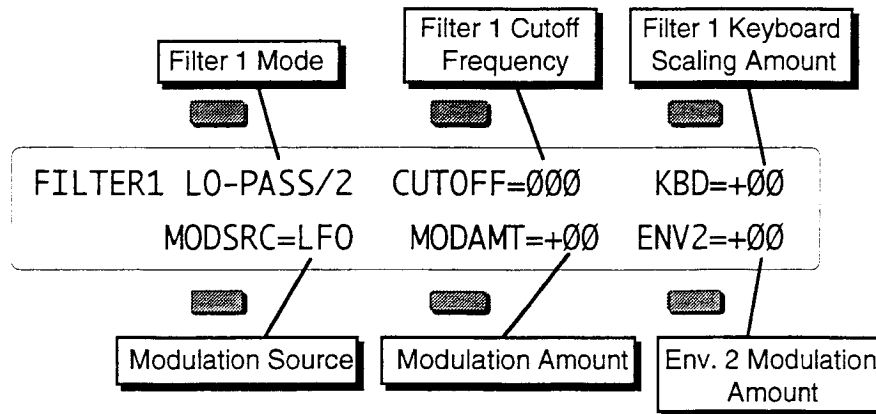 Filter 1 Mode
Filter 1 Cutoff
Frequency
Filter 1 Keyboard
Scaling Amount
FILTER1 LO-PASS/2 CUTOFF=000 KBD=+00
MODSRC=LFO MODAMT=+00 ENV2=+00
Modulation Source
Modulation Amount
Env. 2 Modulation
Amount